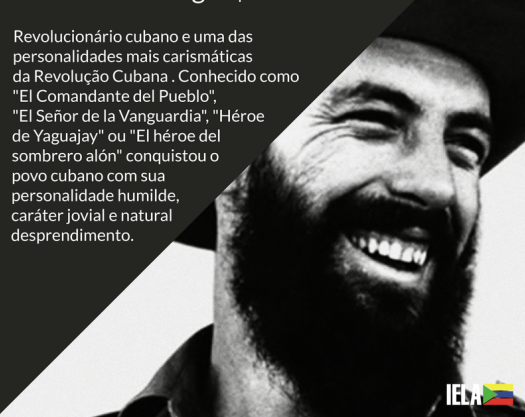 Revolucionário cubano e uma das
personalidades mais carismáticas
da Revolução Cubana . Conhecido como
"El Comandante del Pueblo",
"El Señor de la Vanguardia", "Héroe
de Yaguajay" ou "El héroe del
sombrero alón" conquistou o
povo cubano com sua
personalidade humilde,
caráter jovial e natural
desprendimento.
IELA